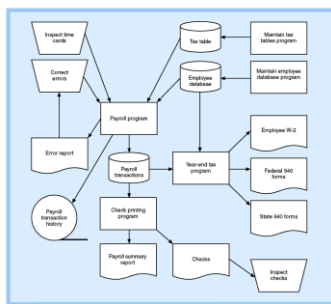 Inspect time
cards
Tax table
Maintain tax
tables program
Correct
errors
Employee
database
Maintain employee
database program
Payroll program
Employee W-2
Error report
Payroll
transactions
Year-end tax
program
Federal 940
forms
Payroll
transaction
history
Check printing
program
State 940 forms
Payroll summary
report
Checks
Inspect
checks